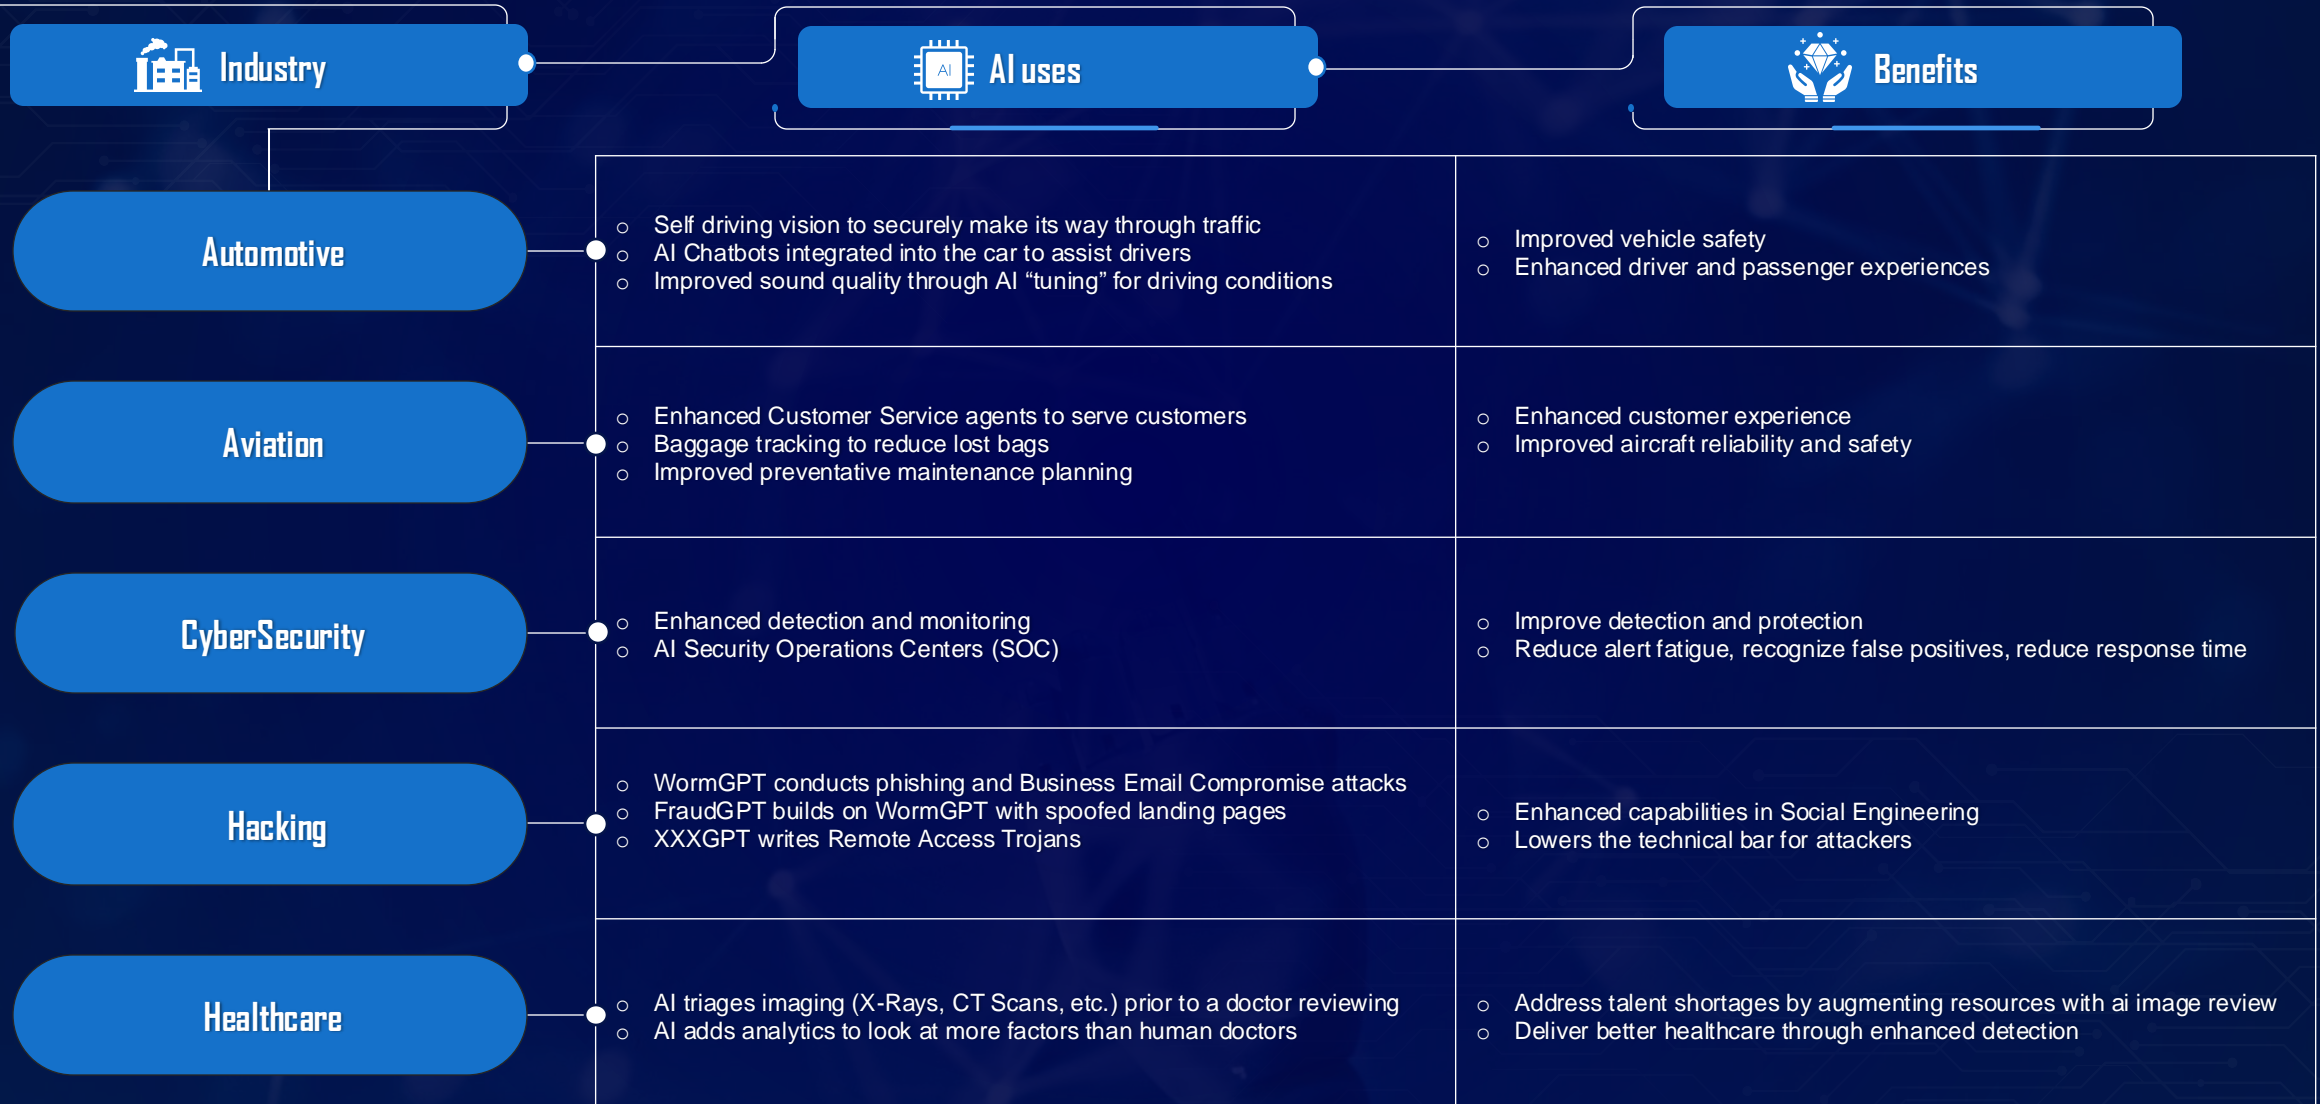 Industry
AI
AI uses
Benefits
Automotive
o Self driving vision to securely make its way through traffic
o AI Chatbots integrated into the car to assist drivers
o Improved sound quality through AI “tuning” for driving conditions
o Improved vehicle safety
o Enhanced driver and passenger experiences
Aviation
o Enhanced Customer Service agents to serve customers
o Baggage tracking to reduce lost bags
o Improved preventative maintenance planning
o Enhanced customer experience
o Improved aircraft reliability and safety
CyberSecurity
o Enhanced detection and monitoring
o AI Security Operations Centers (SOC)
o Improve detection and protection
o Reduce alert fatigue, recognize false positives, reduce response time
Hacking
o WormGPT conducts phishing and Business Email Compromise attacks
o FraudGPT builds on WormGPT with spoofed landing pages
o XXXGPT writes Remote Access Trojans
o Enhanced capabilities in Social Engineering
o Lowers the technical bar for attackers
Healthcare
o AI triages imaging (X-Rays, CT Scans, etc.) prior to a doctor reviewing
o AI adds analytics to look at more factors than human doctors
o Address talent shortages by augmenting resources with ai image review
o Deliver better healthcare through enhanced detection